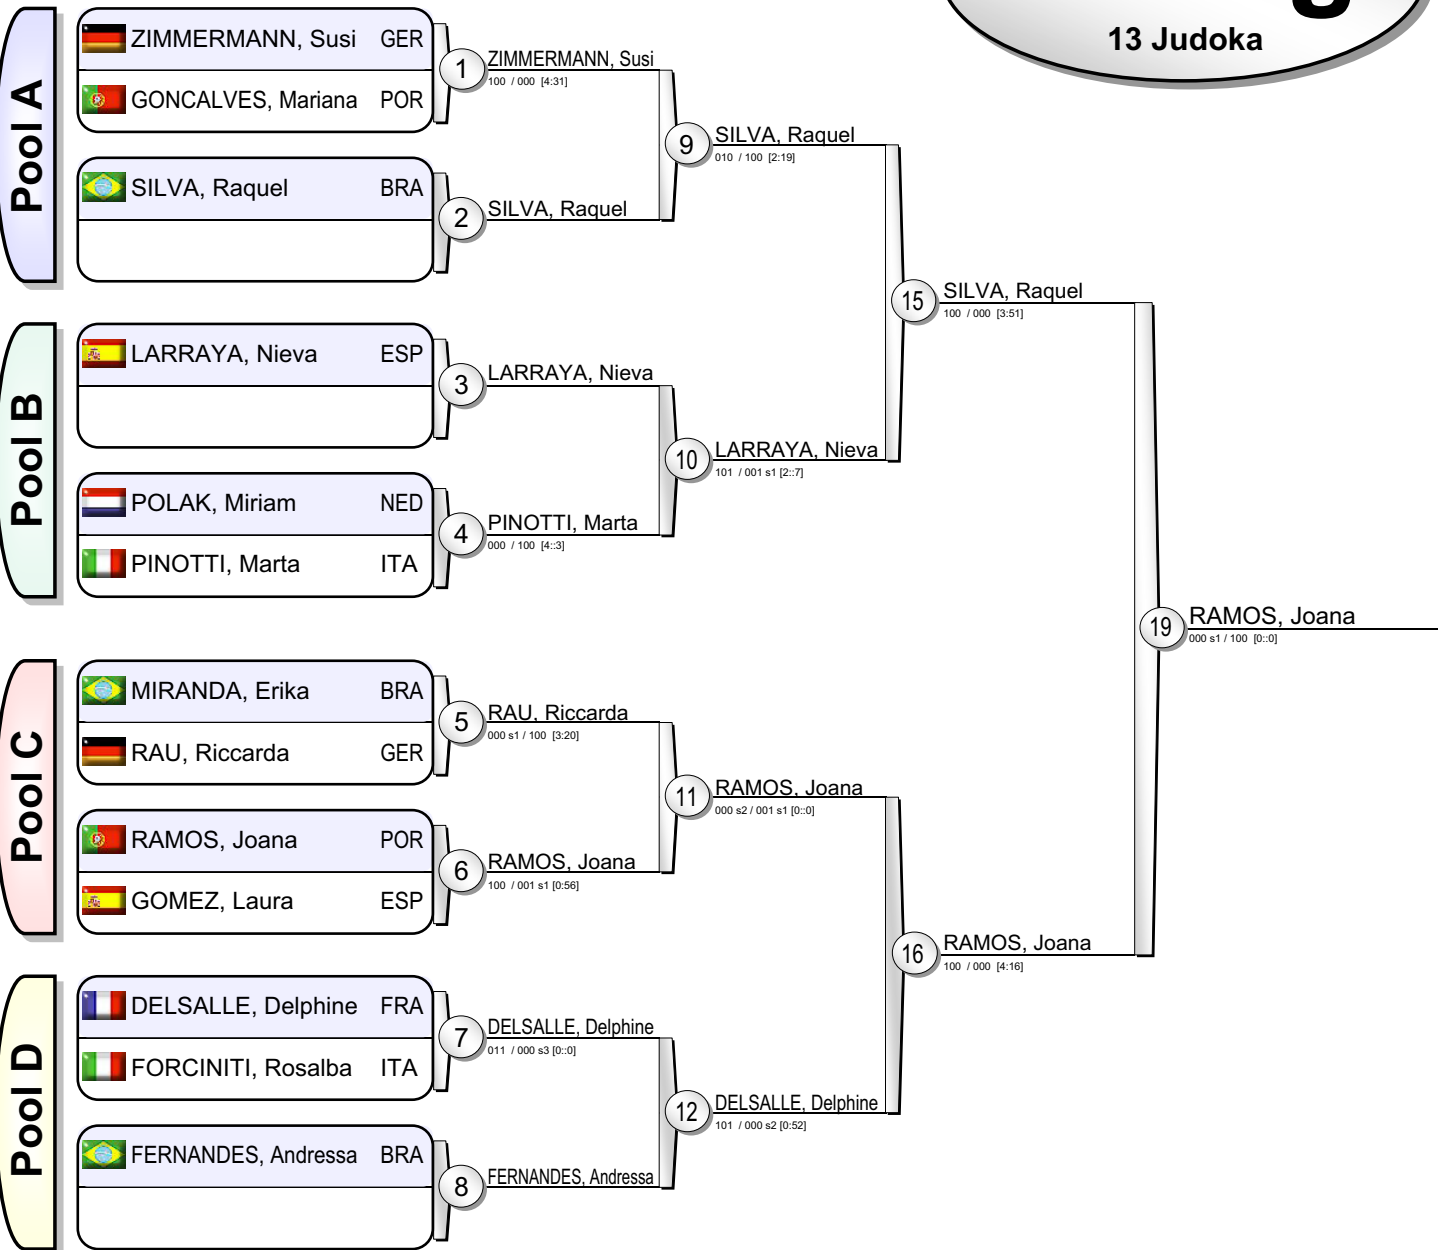 13 Judoka
Pool A
ZIMMERMANN, Susi GER
GONCALVES, Mariana POR
1
ZIMMERMANN, Susi
100 / 000 [4:31]
SILVA, Raquel BRA
2
SILVA, Raquel
9
SILVA, Raquel
010 / 100 [2:19]
Pool B
LARRAYA, Nieva ESP
3
LARRAYA, Nieva
POLAK, Miriam NED
PINOTTI, Marta ITA
4
PINOTTI, Marta
000 / 100 [4::3]
10
LARRAYA, Nieva
101 / 001 s1 [2::7]
15
SILVA, Raquel
100 / 000 [3:51]
Pool C
MIRANDA, Erika BRA
RAU, Riccarda GER
5
RAU, Riccarda
000 s1 / 100 [3:20]
RAMOS, Joana POR
GOMEZ, Laura ESP
6
RAMOS, Joana
100 / 001 s1 [0:56]
11
RAMOS, Joana
000 s2 / 001 s1 [0::0]
Pool D
DELSALLE, Delphine FRA
FORCINITI, Rosalba ITA
7
DELSALLE, Delphine
011 / 000 s3 [0::0]
FERNANDES, Andressa BRA
8
FERNANDES, Andressa
12
DELSALLE, Delphine
101 / 000 s2 [0:52]
16
RAMOS, Joana
100 / 000 [4:16]
19
RAMOS, Joana
000 s1 / 100 [0::0]